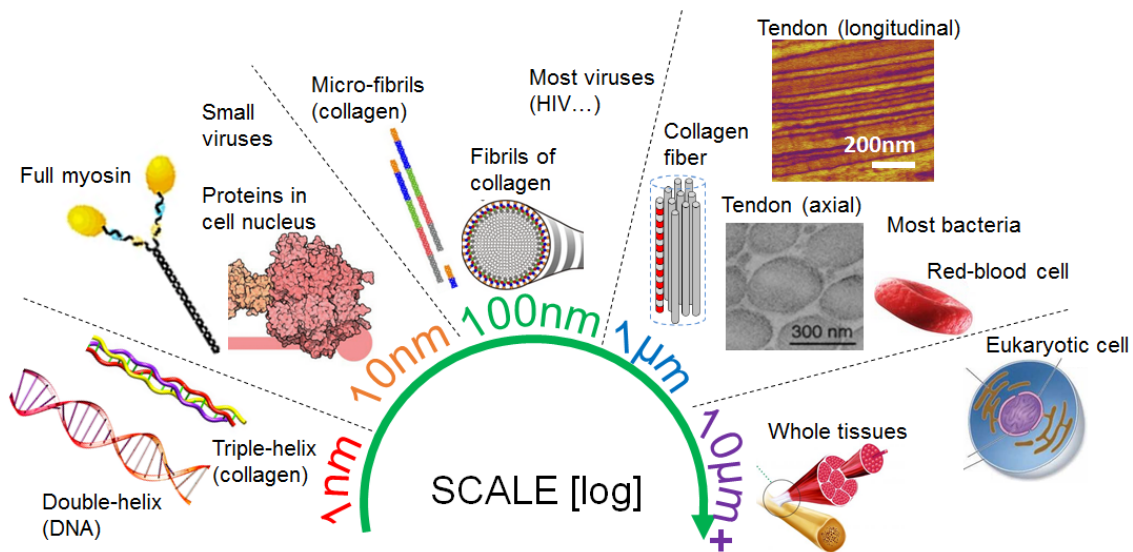 Tendon (longitudinal)
200nm
Most viruses
(HIV…)
Micro-fibrils
(collagen)
Small
viruses
Collagen
fiber
Fibrils of
collagen
Full myosin
Proteins in
cell nucleus
Tendon (axial)
300 nm
Most bacteria
Red-blood cell
Eukaryotic cell
Triple-helix
(collagen)
Double-helix
(DNA)
1nm
10nm
100nm
1µm
10µm+
SCALE [log]
Whole tissues